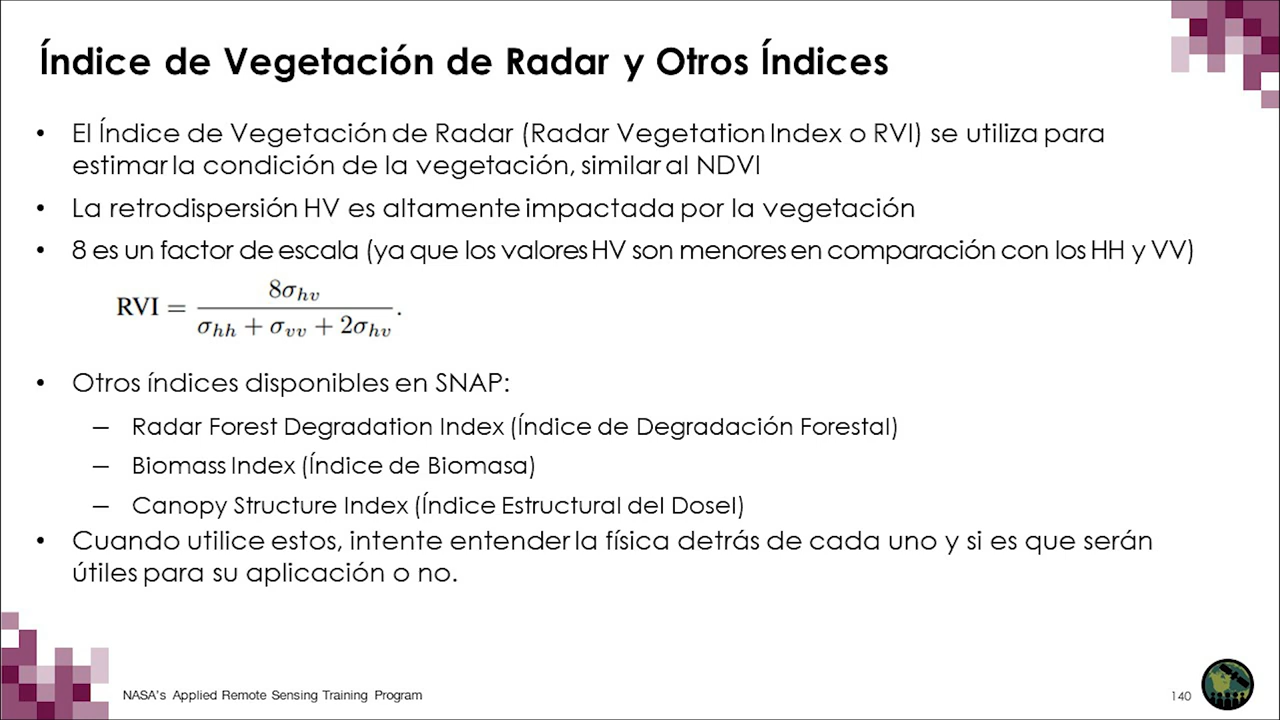 Índice de Vegetación de Radar y Otros Índices
• El Índice de Vegetación de Radar (Radar Vegetation Index o RVI) se utiliza para
estimar la condición de la vegetación, similar al NDVI
• La retrodispersión HV es altamente impactada por la vegetación
• 8 es un factor de escala (ya que los valores HV son menores en comparación con los HH y VV)
RVI = 8σhv / (σhh + σvv + 2σhv).
• Otros índices disponibles en SNAP:
– Radar Forest Degradation Index (Índice de Degradación Forestal)
– Biomass Index (Índice de Biomasa)
– Canopy Structure Index (Índice Estructural del Dosel)
• Cuando utilice estos, intente entender la física detrás de cada uno y si es que serán
útiles para su aplicación o no.
NASA's Applied Remote Sensing Training Program
140